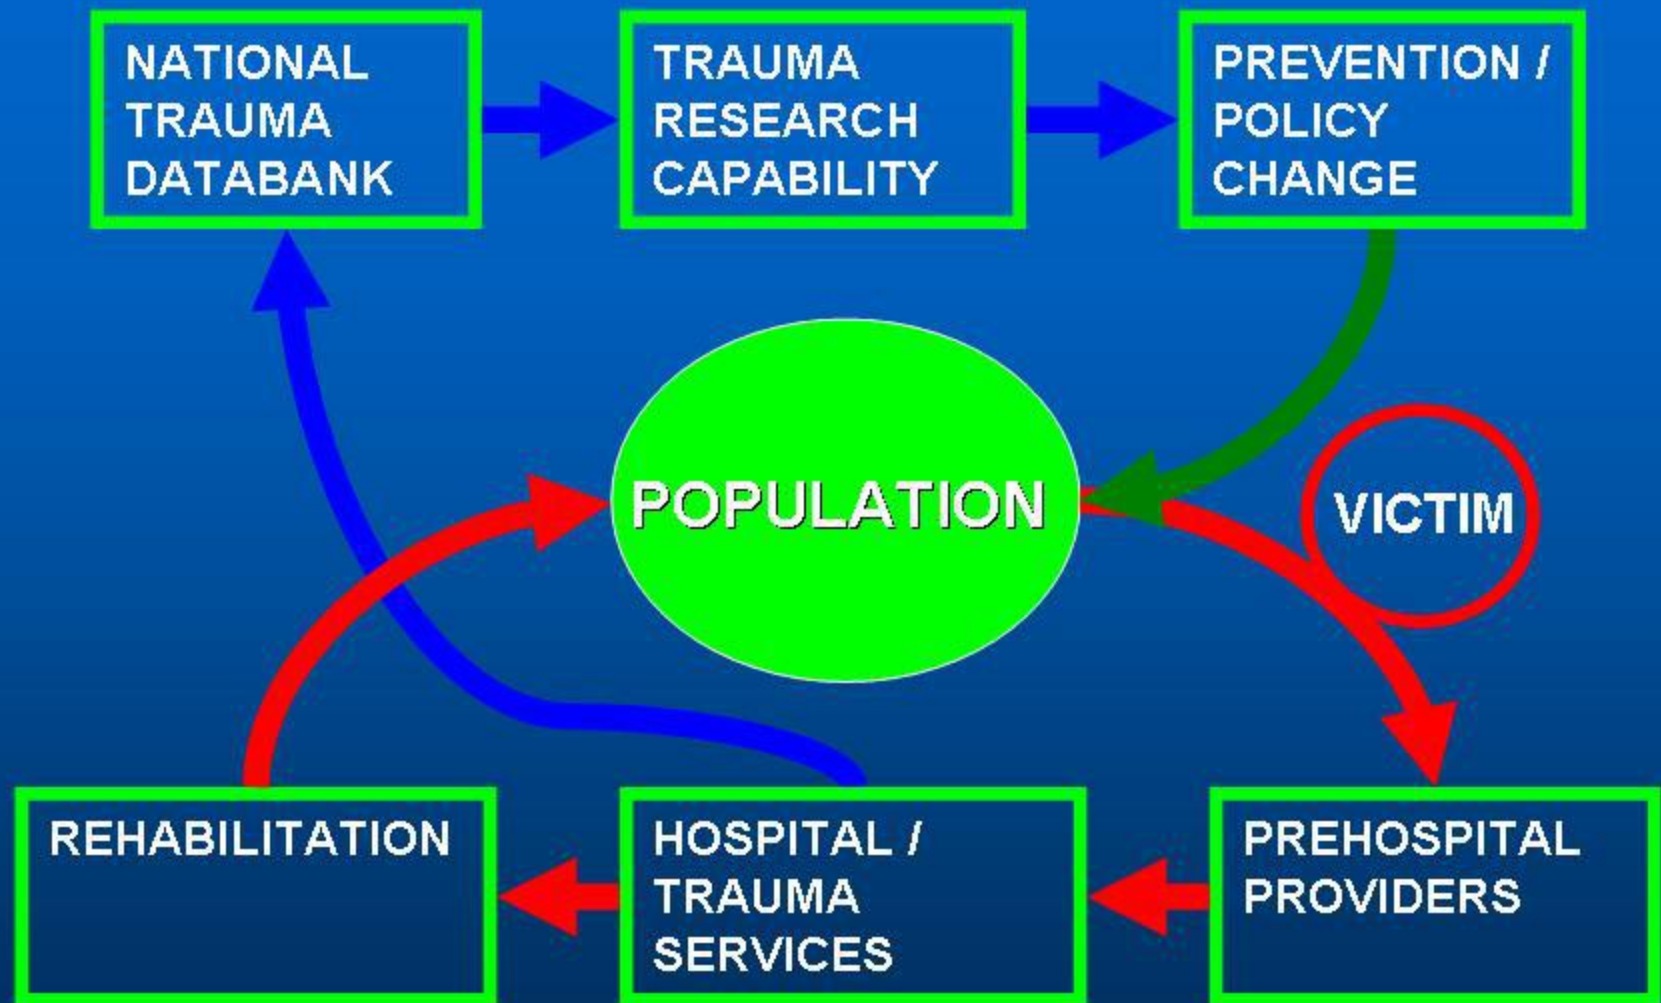 NATIONAL
TRAUMA
DATABANK
TRAUMA
RESEARCH
CAPABILITY
PREVENTION /
POLICY
CHANGE
POPULATION
VICTIM
REHABILITATION
HOSPITAL /
TRAUMA
SERVICES
PREHOSPITAL
PROVIDERS